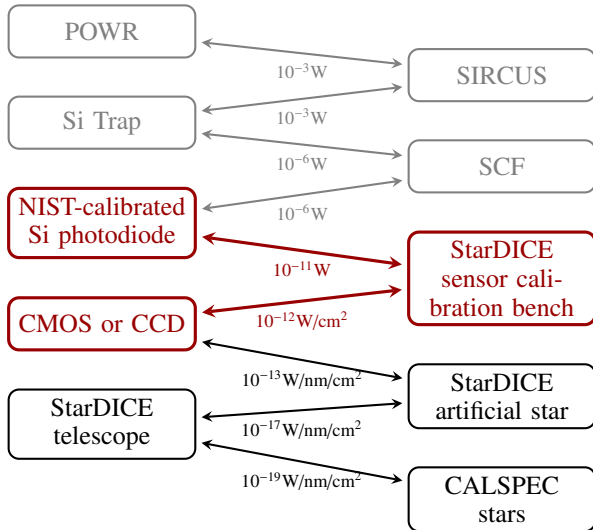 POWR
10⁻³W
SIRCUS
Si Trap
10⁻³W
10⁻⁶W
SCF
NIST-calibrated
Si photodiode
10⁻⁶W
10⁻¹¹W
StarDICE
sensor cali-
bration bench
CMOS or CCD
10⁻¹²W/cm²
10⁻¹³W/nm/cm²
StarDICE
artificial star
StarDICE
telescope
10⁻¹⁷W/nm/cm²
10⁻¹⁹W/nm/cm²
CALSPEC
stars